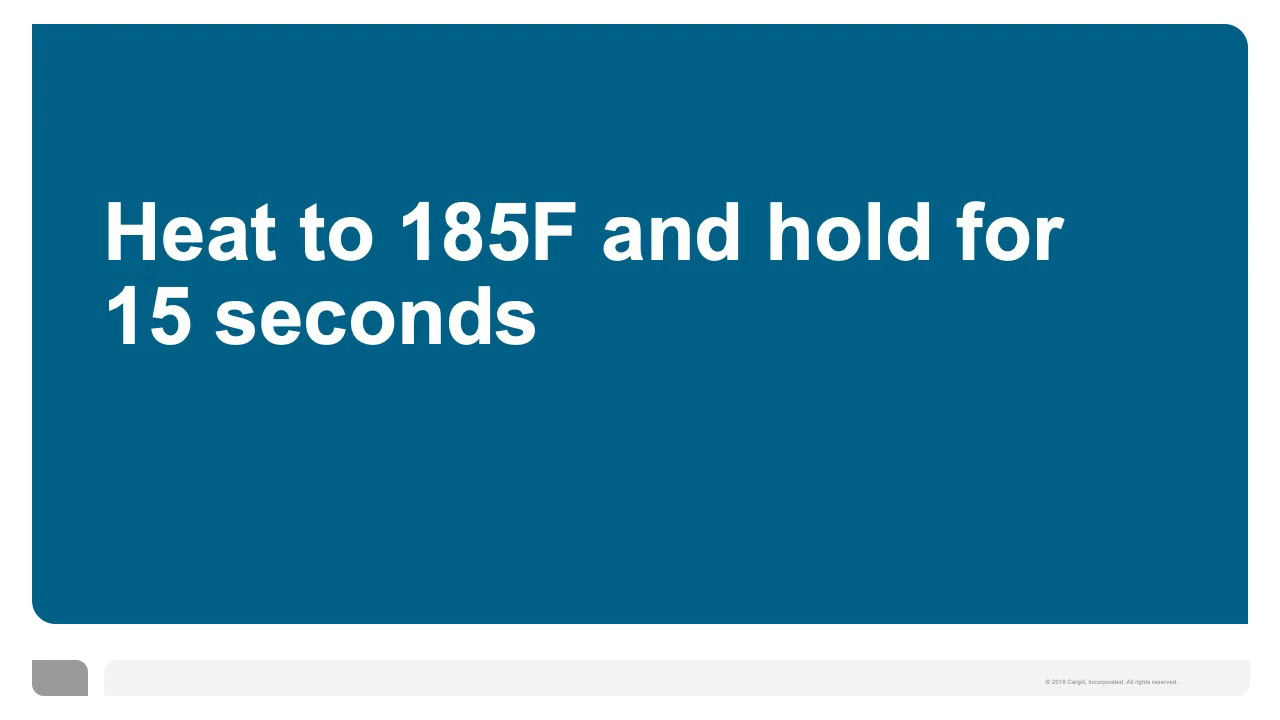 Heat to 185F and hold for
15 seconds
© 2018 Cargill, Incorporated. All rights reserved.